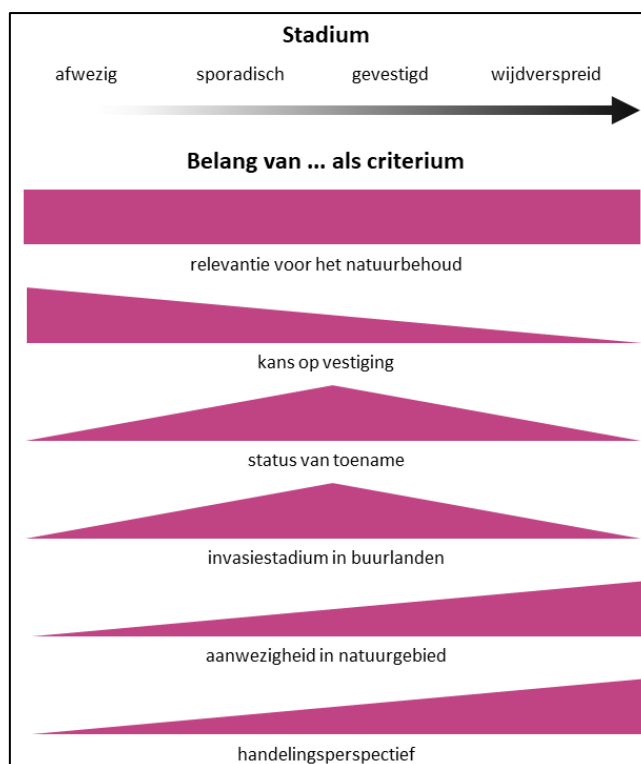 Stadium
afwezig sporadisch gevestigd wijdverspreid
Belang van ... als criterium
relevantie voor het natuurbehoud
kans op vestiging
status van toename
invasiestadium in buurlanden
aanwezigheid in natuurgebied
handelingsperspectief